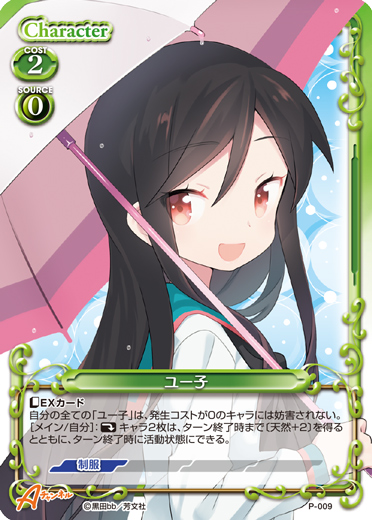 Character
COST
2
SOURCE
0
ユー子
EXカード
自分の全ての「ユー子」は、発生コストが0のキャラには妨害されない。
[メイン/自分]: キャラ2枚は、ターン終了時まで[天然+2]を得る
とともに、ターン終了時に活動状態にできる。
制服
Aチャンネル
©黒田bb/芳文社
P-009